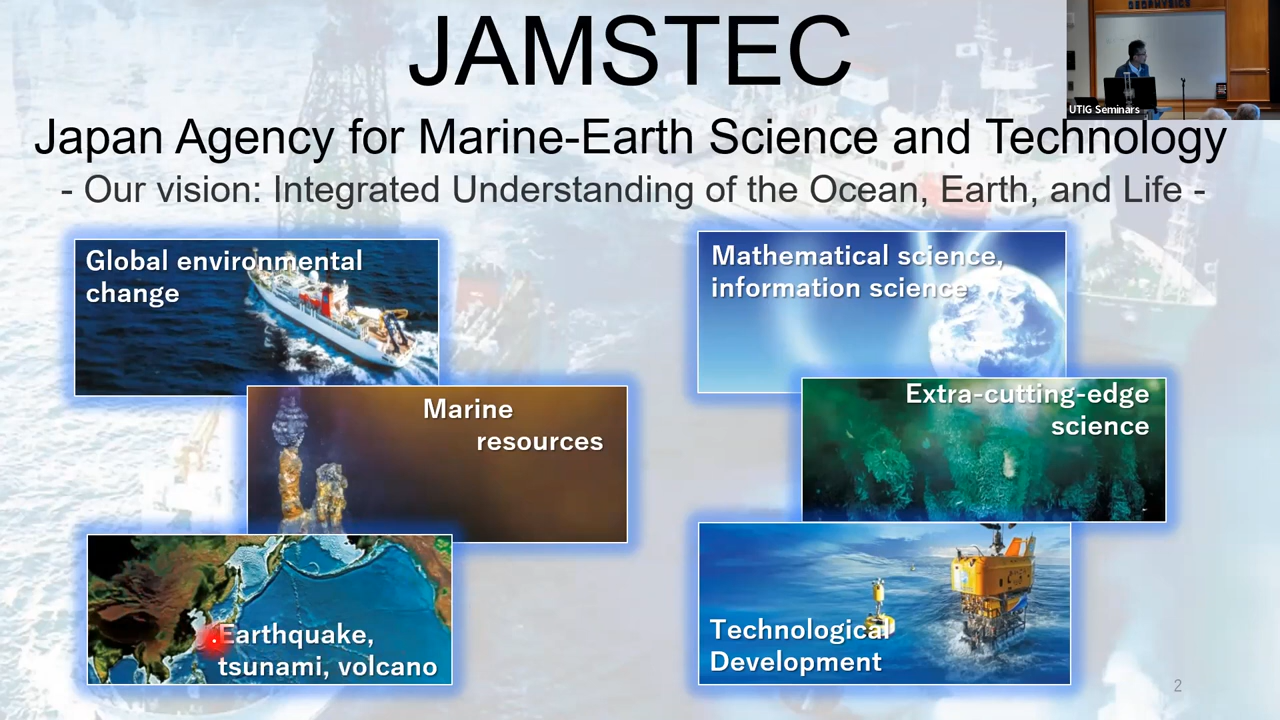 JAMSTEC
GEOPHYSICS
UTIG Seminars
Japan Agency for Marine-Earth Science and Technology
- Our vision: Integrated Understanding of the Ocean, Earth, and Life -
Global environmental
change
Mathematical science,
information science
Marine
resources
Extra-cutting-edge
science
Earthquake,
tsunami, volcano
Technological
Development
2